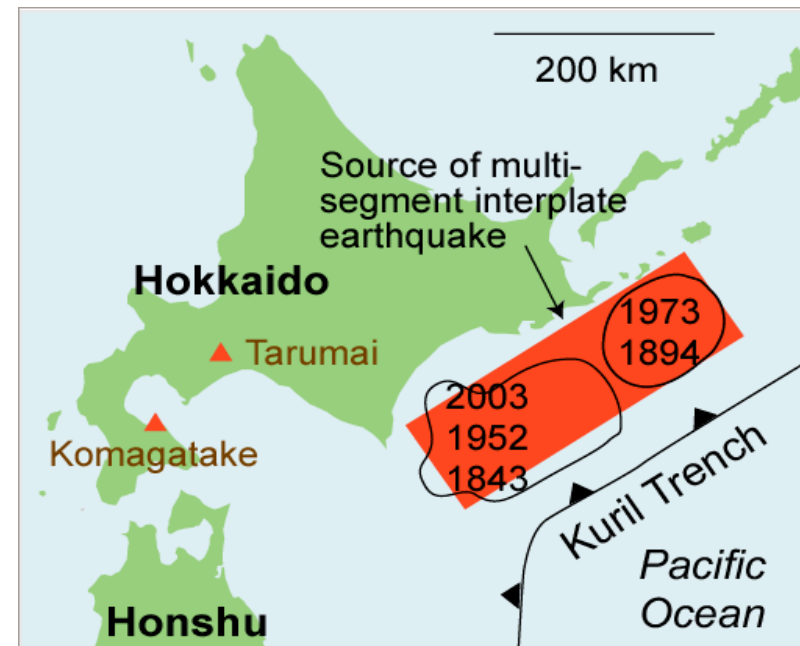 200 km
Source of multi-
segment interplate
earthquake
Hokkaido
1973
1894
Tarumai
2003
1952
1843
Komagatake
Kuril Trench
Pacific
Ocean
Honshu